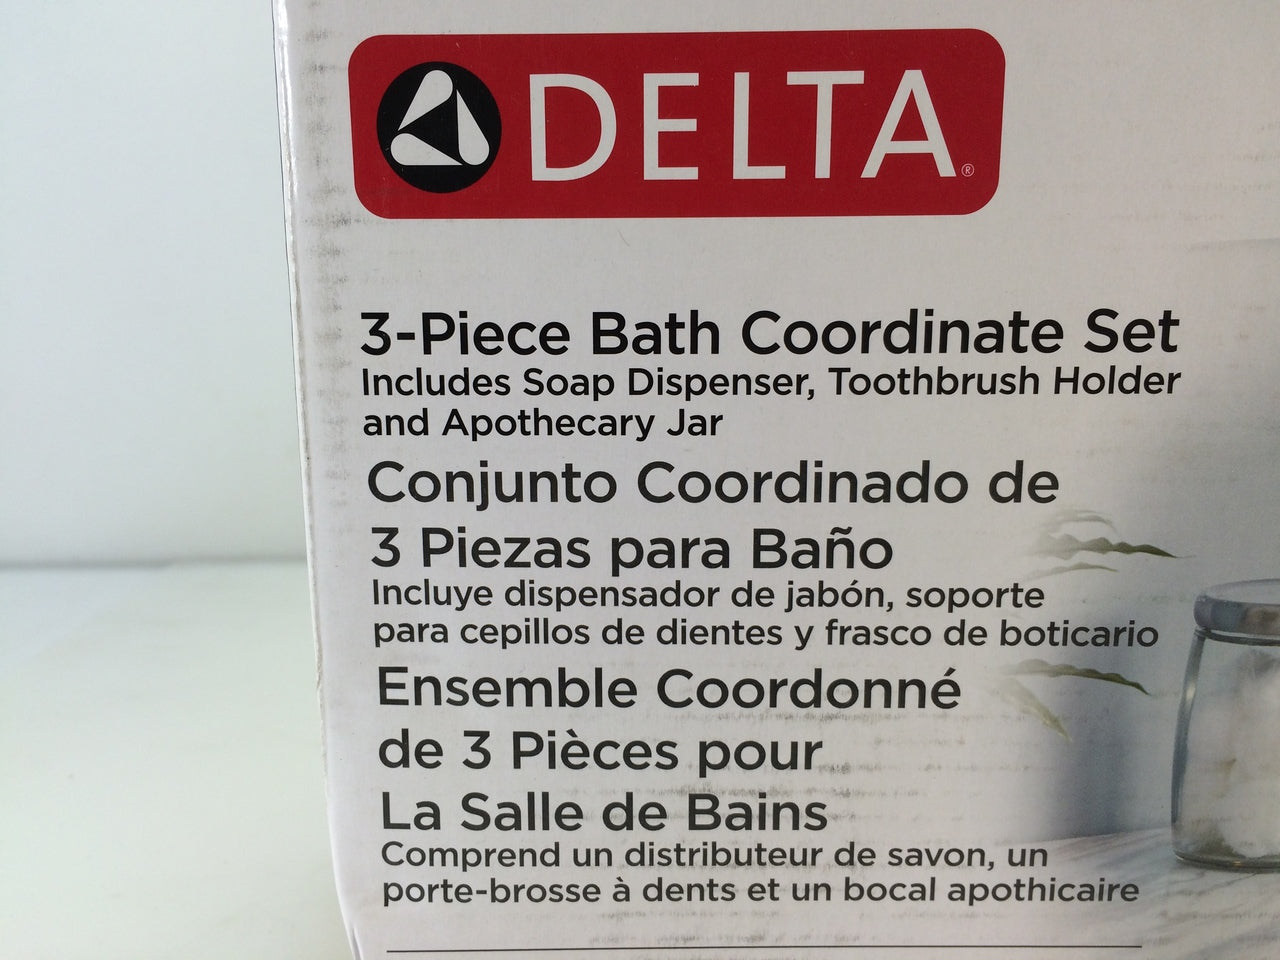 DELTA®
3-Piece Bath Coordinate Set
Includes Soap Dispenser, Toothbrush Holder
and Apothecary Jar
Conjunto Coordinado de
3 Piezas para Baño
Incluye dispensador de jabón, soporte
para cepillos de dientes y frasco de boticario
Ensemble Coordonné
de 3 Pièces pour
La Salle de Bains
Comprend un distributeur de savon, un
porte-brosse à dents et un bocal apothicaire